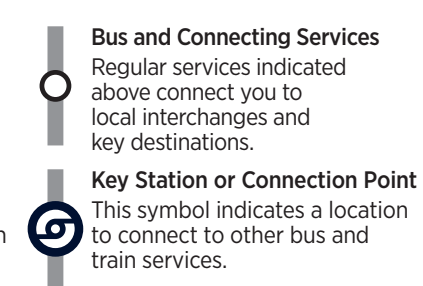 Bus and Connecting Services
Regular services indicated
above connect you to
local interchanges and
key destinations.
Key Station or Connection Point
This symbol indicates a location
to connect to other bus and
train services.